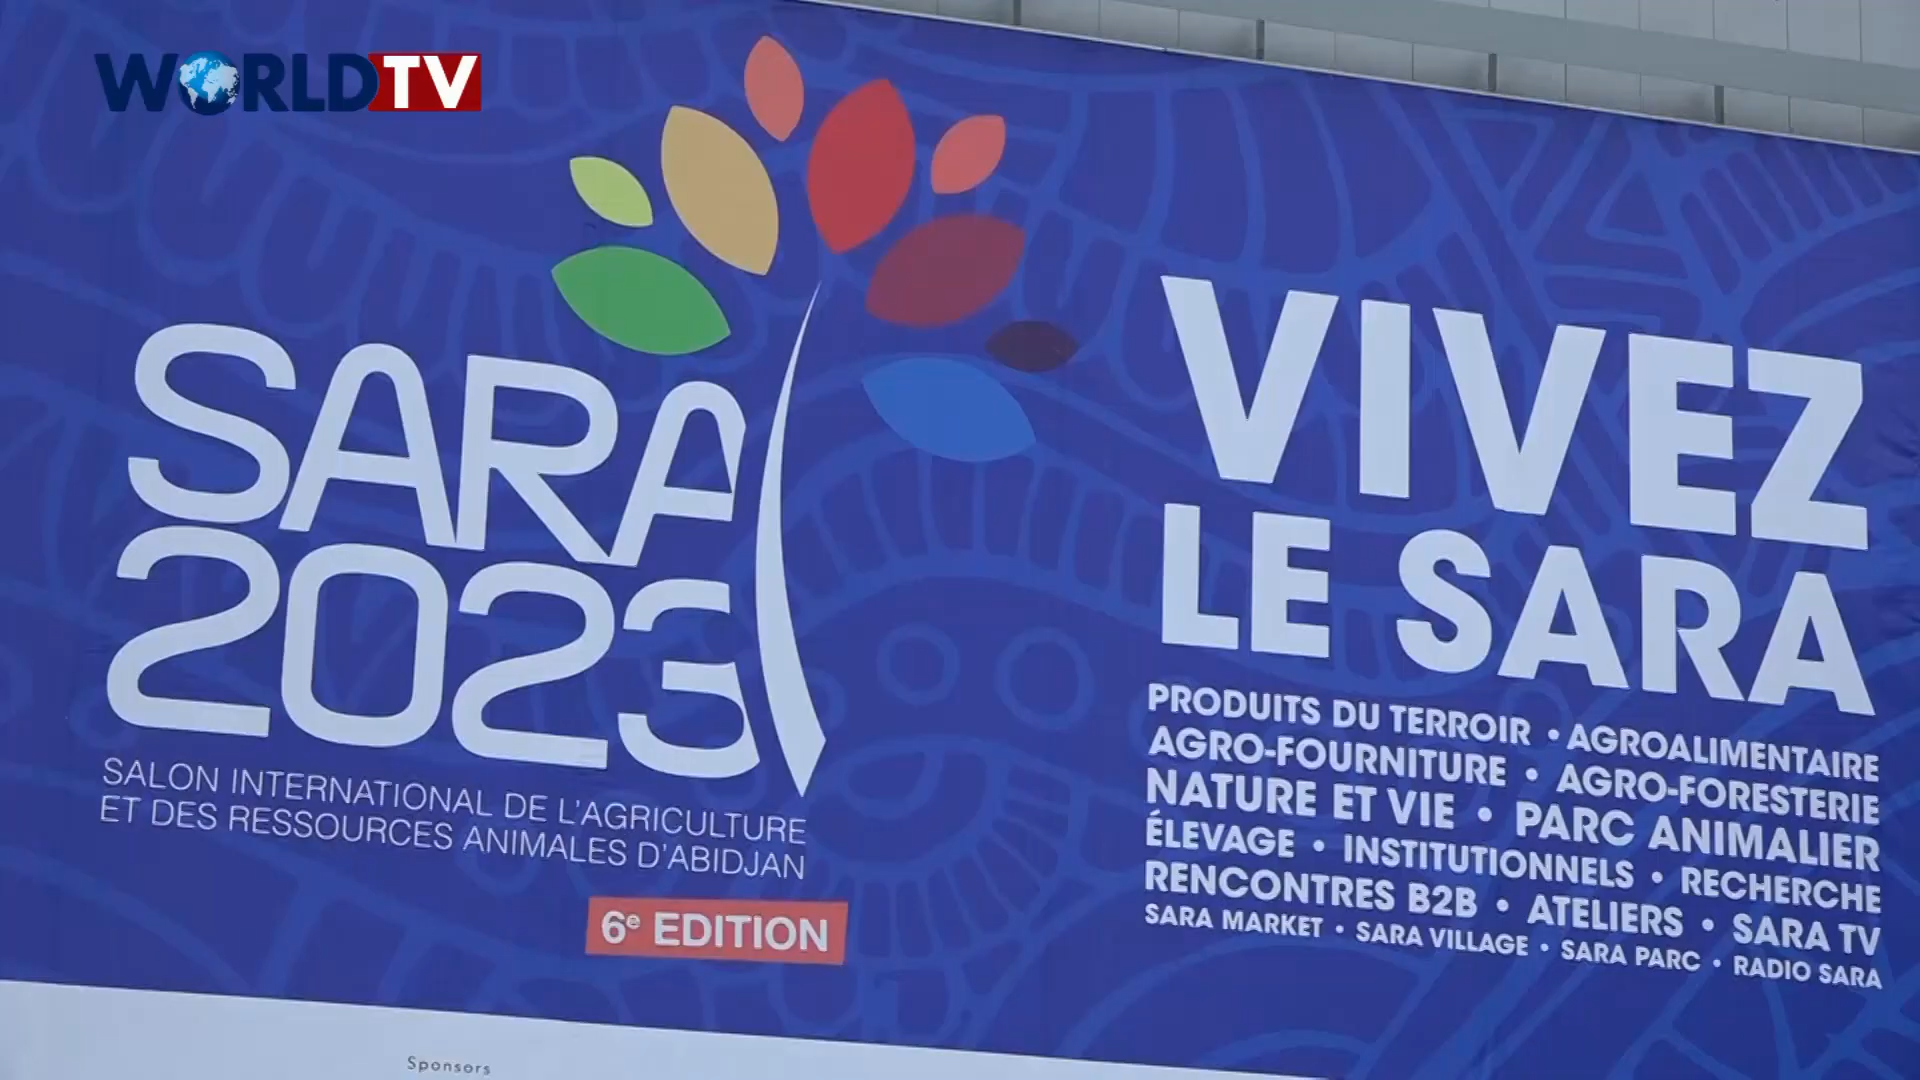 WORLDTV
SARA
2023
SALON INTERNATIONAL DE L'AGRICULTURE
ET DES RESSOURCES ANIMALES D'ABIDJAN
6e EDITION
VIVEZ
LE SARA
PRODUITS DU TERROIR • AGROALIMENTAIRE
AGRO-FOURNITURE • AGRO-FORESTERIE
NATURE ET VIE • PARC ANIMALIER
ÉLEVAGE • INSTITUTIONNELS • RECHERCHE
RENCONTRES B2B • ATELIERS • SARA TV
SARA MARKET • SARA VILLAGE • SARA PARC • RADIO SARA
Sponsors